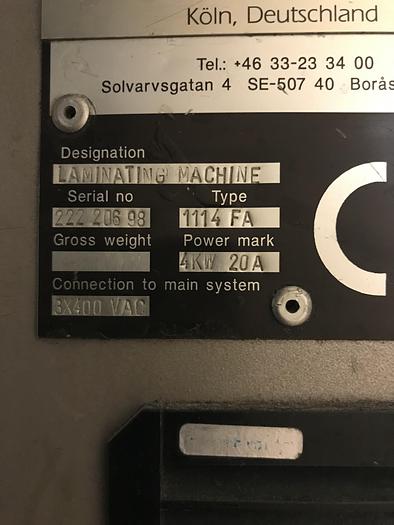 Köln, Deutschland
Tel.: +46 33-23 34 00
Solvarvsgatan 4 SE-507 40 Borås
Designation
LAMINATING MACHINE
Serial no Type
222 206 98 1114 FA
Gross weight Power mark
4KW 20A
Connection to main system
3X400 VAC